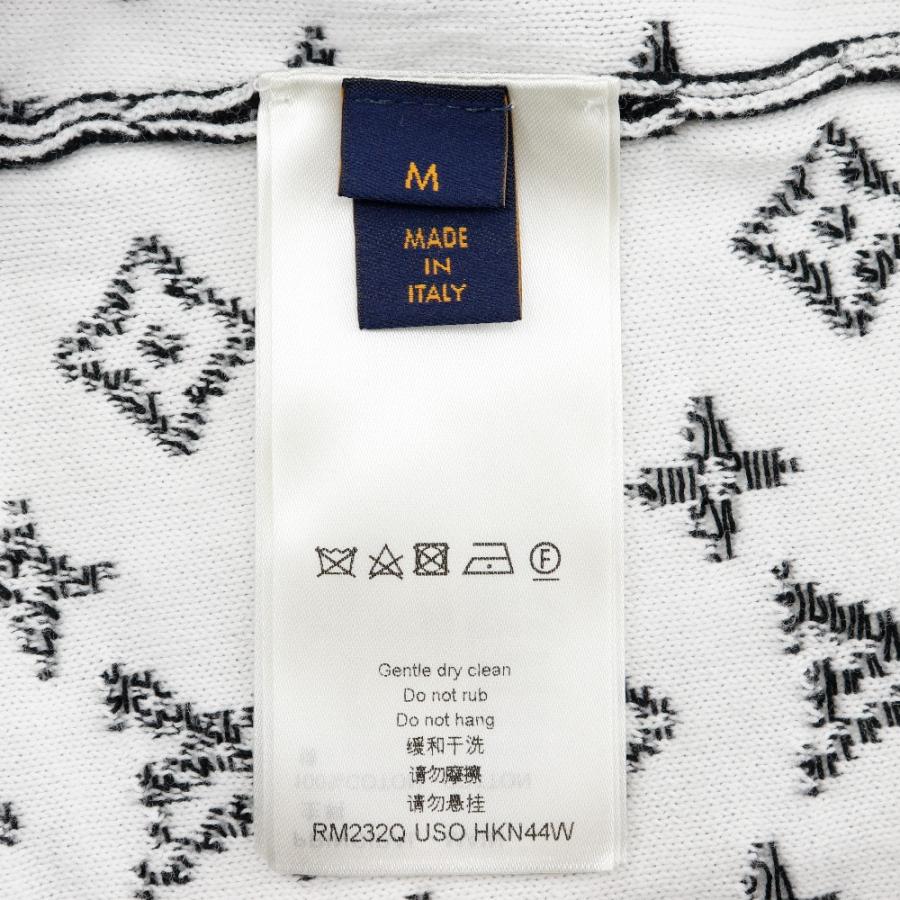 M
MADE
IN
ITALY
F
Gentle dry clean
Do not rub
Do not hang
缓和干洗
请勿摩擦
请勿悬挂
RM232Q USO HKN44W